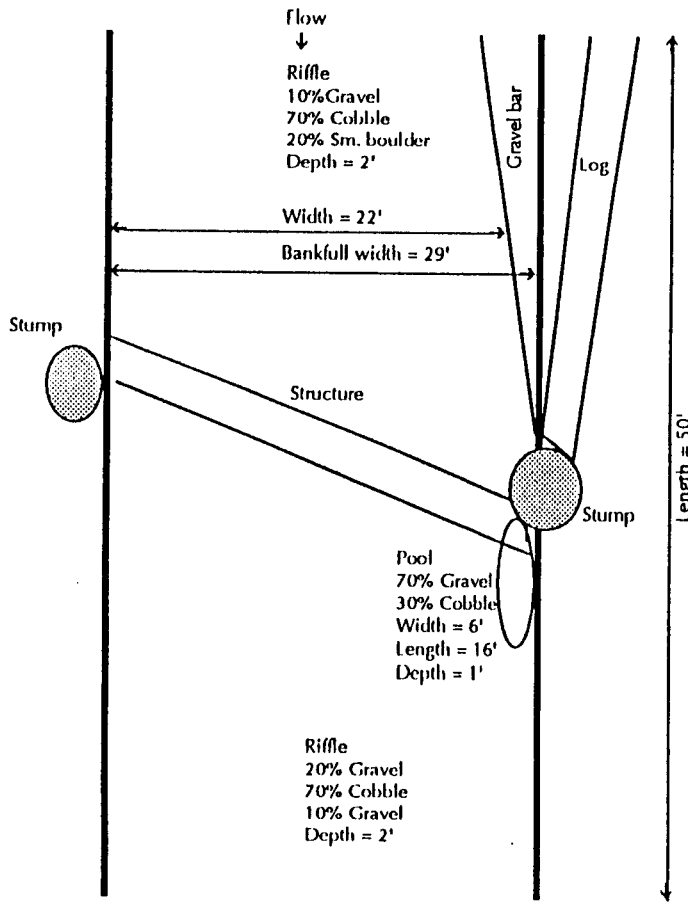 Flow
Riffle
10%Gravel
70% Cobble
20% Sm. boulder
Depth = 2'
Gravel bar
Log
Width = 22'
Bankfull width = 29'
Stump
Structure
Length = 50'
Stump
Pool
70% Gravel
30% Cobble
Width = 6'
Length = 16'
Depth = 1'
Riffle
20% Gravel
70% Cobble
10% Gravel
Depth = 2'